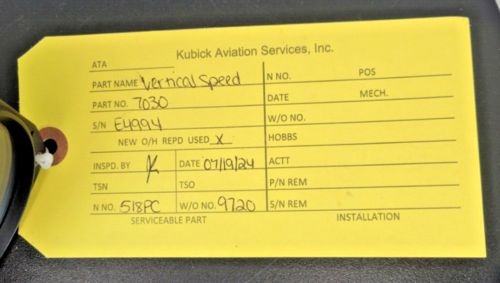 Kubick Aviation Services, Inc.
ATA
PART NAME Vertical Speed
PART NO. 7030
S/N E4994
NEW O/H REPD USED X
INSPD. BY K DATE 07/19/24
TSN TSO
N NO. 518PC W/O NO. 9720
SERVICEABLE PART
N NO. POS
DATE MECH.
W/O NO.
HOBBS
ACTT
P/N REM
S/N REM
INSTALLATION